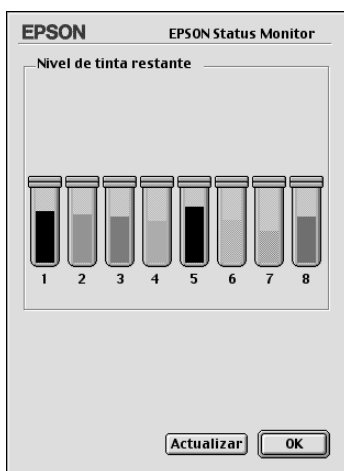 EPSON EPSON Status Monitor
Nivel de tinta restante
1 2 3 4 5 6 7 8
Actualizar OK